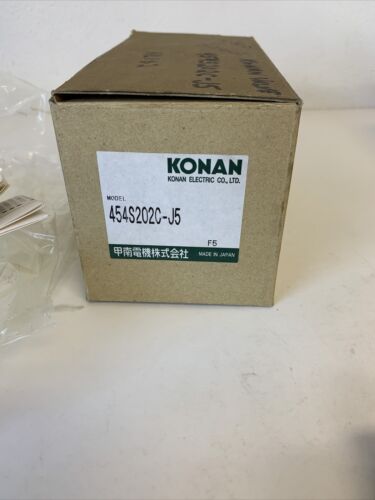 KONAN
KONAN ELECTRIC CO., LTD.
MODEL
454S202C-J5
F5
甲南電機株式会社
MADE IN JAPAN